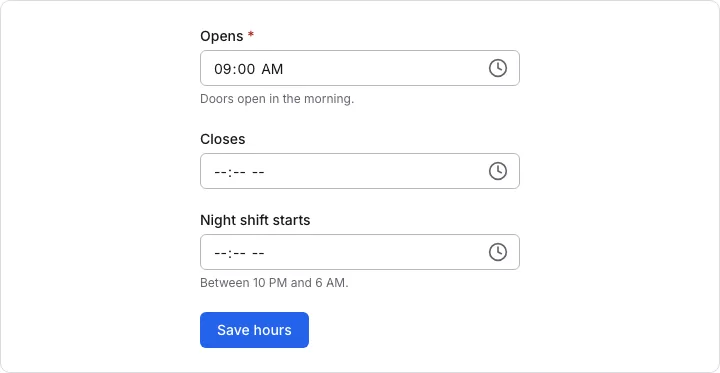 Opens *
09:00 AM
Doors open in the morning.
Closes
--:-- --
Night shift starts
--:-- --
Between 10 PM and 6 AM.
Save hours